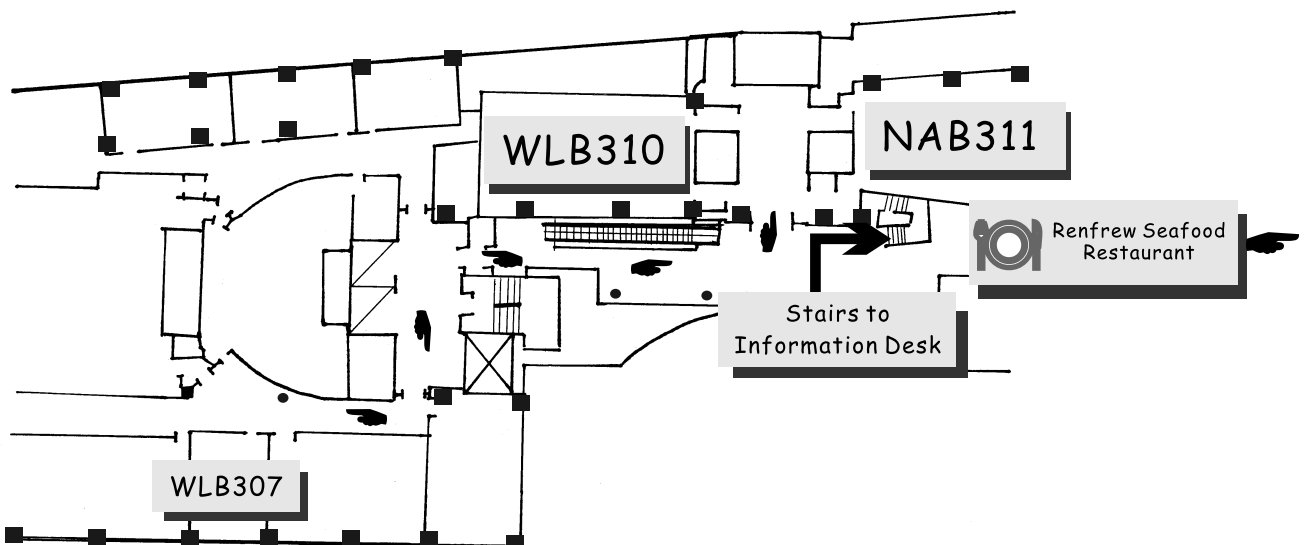 WLB310
NAB311
Renfrew Seafood
Restaurant
Stairs to
Information Desk
WLB307